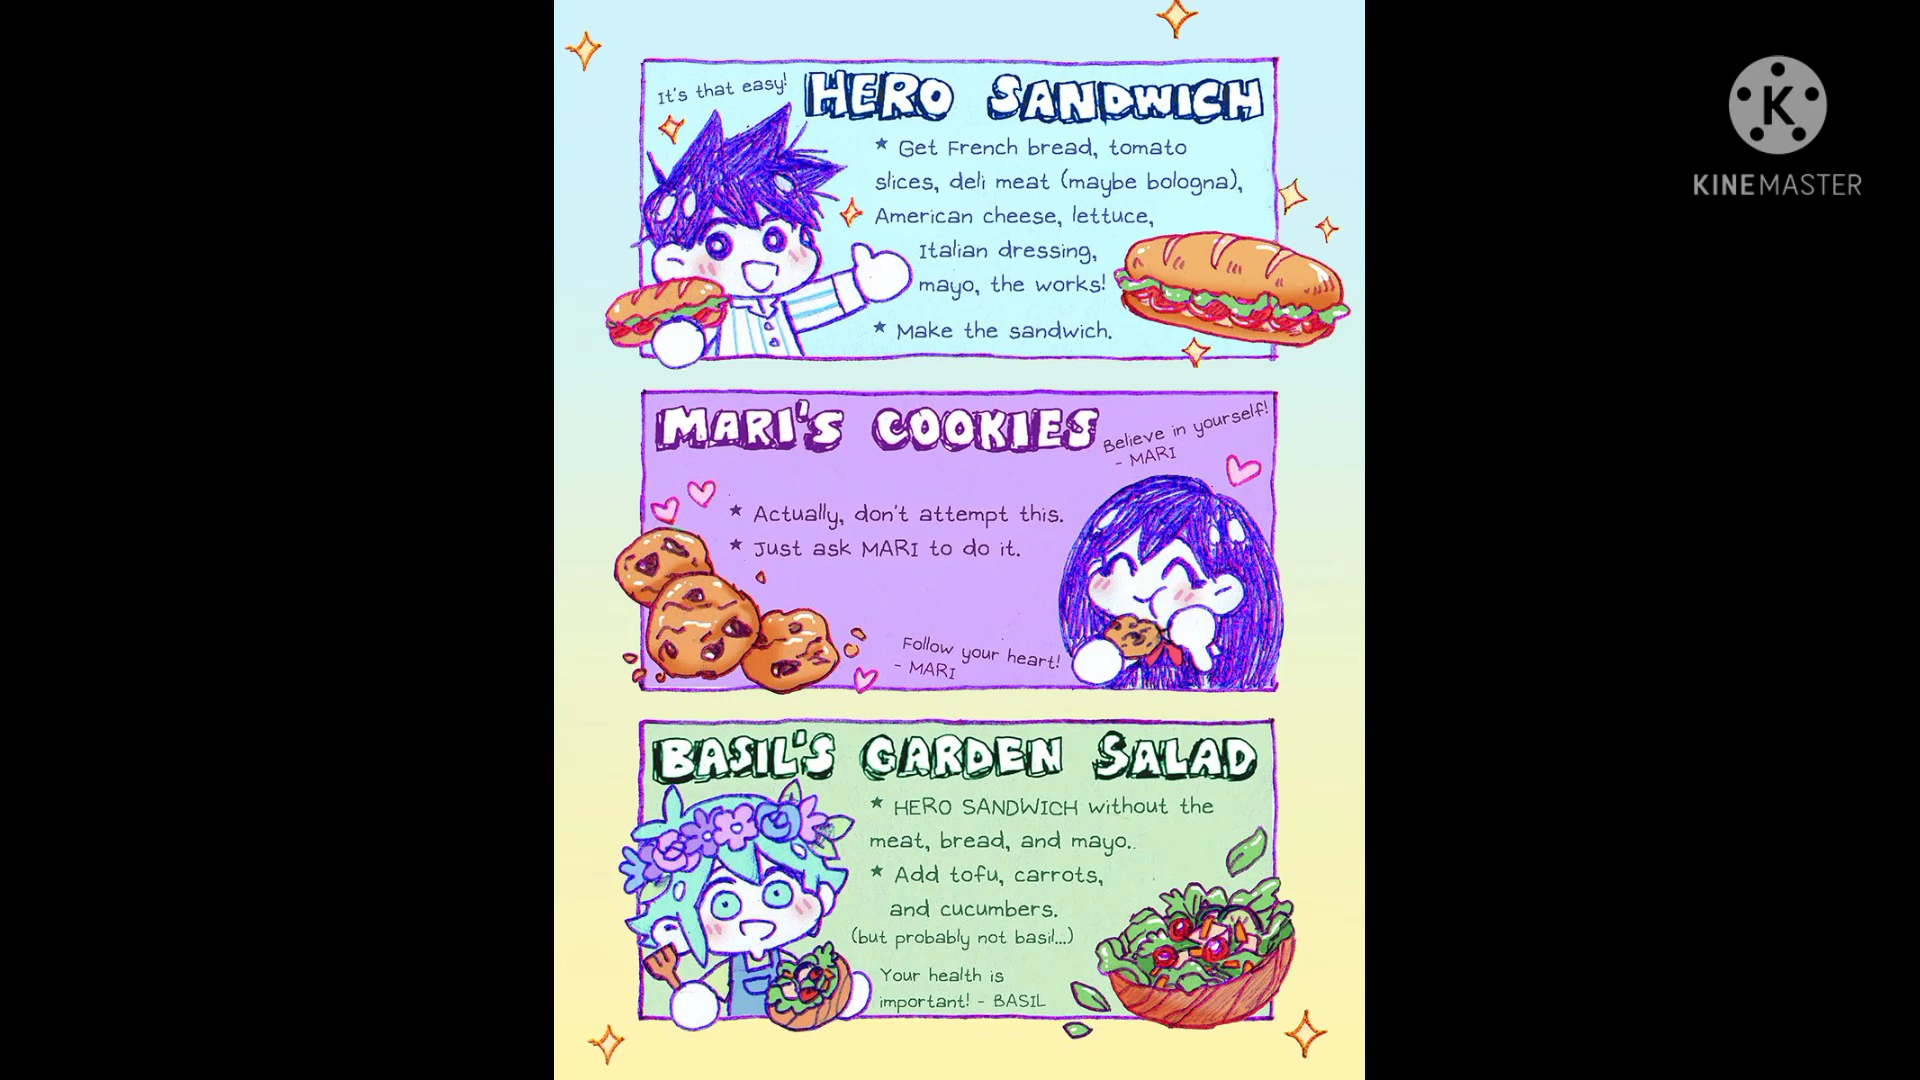 It's that easy!
HERO SANDWICH
★ Get French bread, tomato
slices, deli meat (maybe bologna),
American cheese, lettuce,
Italian dressing,
mayo, the works!
★ Make the sandwich.
K
KINEMASTER
MARI'S COOKIES
Believe in yourself!
- MARI
★ Actually, don't attempt this.
★ Just ask MARI to do it.
Follow your heart!
- MARI
BASIL'S GARDEN SALAD
★ HERO SANDWICH without the
meat, bread, and mayo..
★ Add tofu, carrots,
and cucumbers.
(but probably not basil...)
Your health is
important! - BASIL